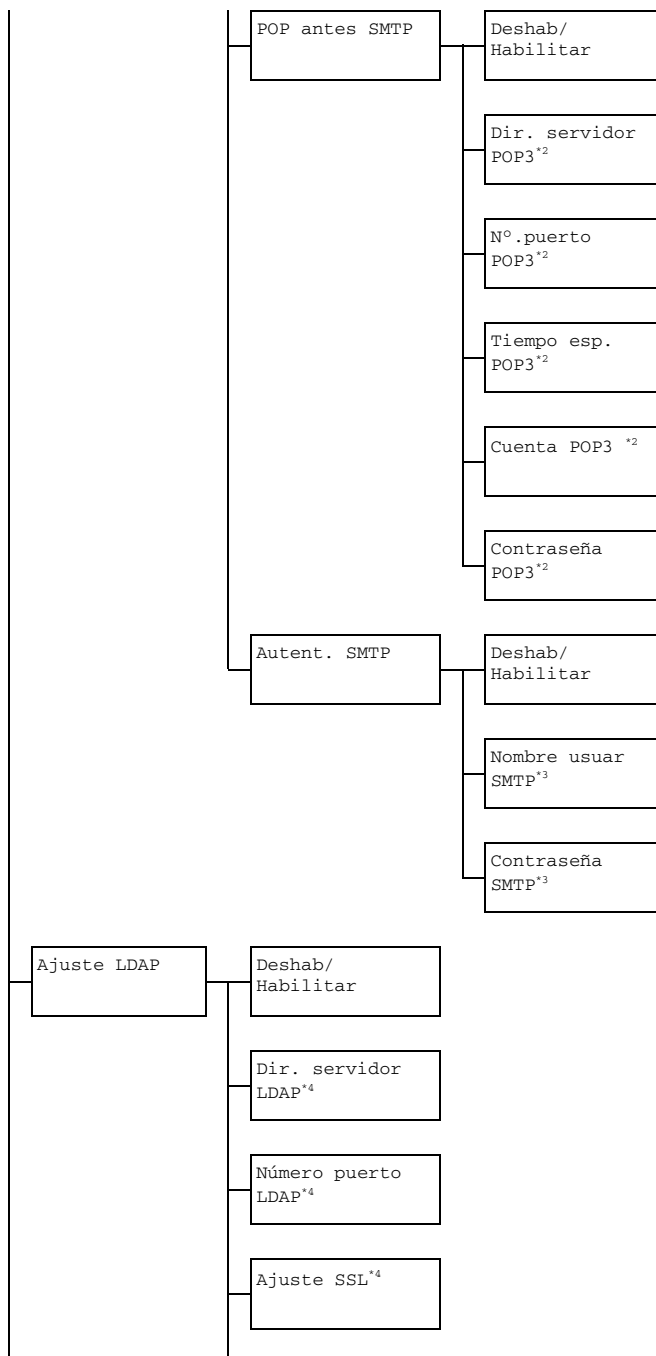 POP antes SMTP
Deshab/
Habilitar
Dir. servidor
POP3*2
Nº.puerto
POP3*2
Tiempo esp.
POP3*2
Cuenta POP3 *2
Contraseña
POP3*2
Autent. SMTP
Deshab/
Habilitar
Nombre usuar
SMTP*3
Contraseña
SMTP*3
Ajuste LDAP
Deshab/
Habilitar
Dir. servidor
LDAP*4
Número puerto
LDAP*4
Ajuste SSL*4